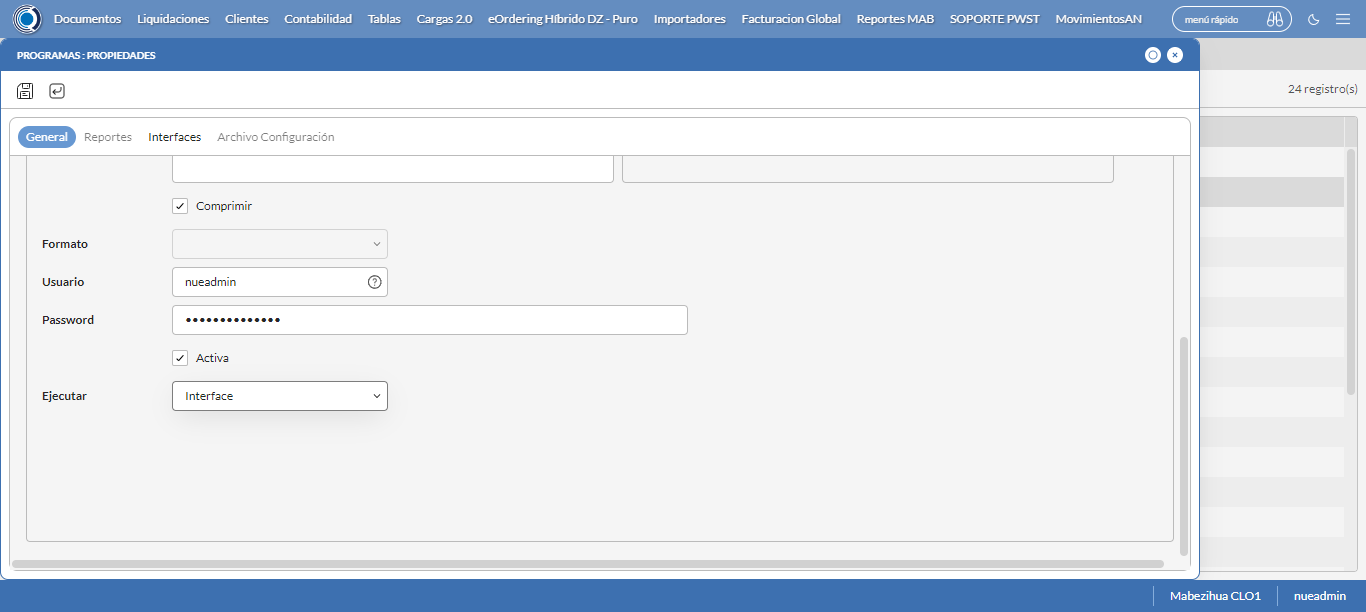 Documentos Liquidaciones Clientes Contabilidad Tablas Cargas 2.0 eOrdering Híbrido DZ - Puro Importadores Facturacion Global Reportes MAB SOPORTE PWST MovimientosAN menú rápido
PROGRAMAS : PROPIEDADES
24 registro(s)
General Reportes Interfaces Archivo Configuración
Comprimir
Formato
Usuario nueadmin
Password ••••••••••••••
Activa
Ejecutar Interface
Mabezihua CLO1 nueadmin